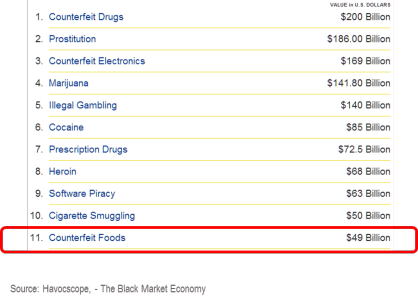 VALUE in U.S. DOLLARS
1. Counterfeit Drugs $200 Billion
2. Prostitution $186.00 Billion
3. Counterfeit Electronics $169 Billion
4. Marijuana $141.80 Billion
5. Illegal Gambling $140 Billion
6. Cocaine $85 Billion
7. Prescription Drugs $72.5 Billion
8. Heroin $68 Billion
9. Software Piracy $63 Billion
10. Cigarette Smuggling $50 Billion
11. Counterfeit Foods $49 Billion
Source: Havocscope, - The Black Market Economy